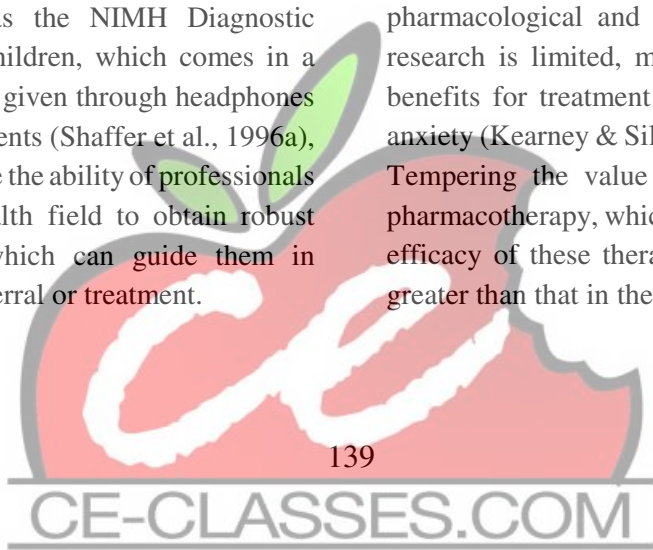 as the NIMH Diagnostic
hildren, which comes in a
given through headphones
ents (Shaffer et al., 1996a),
e the ability of professionals
alth field to obtain robust
which can guide them in
erral or treatment.
pharmacological and
research is limited, m
benefits for treatment
anxiety (Kearney & Sil
Tempering the value
pharmacotherapy, whic
efficacy of these thera
greater than that in the
ce
139
CE-CLASSES.COM